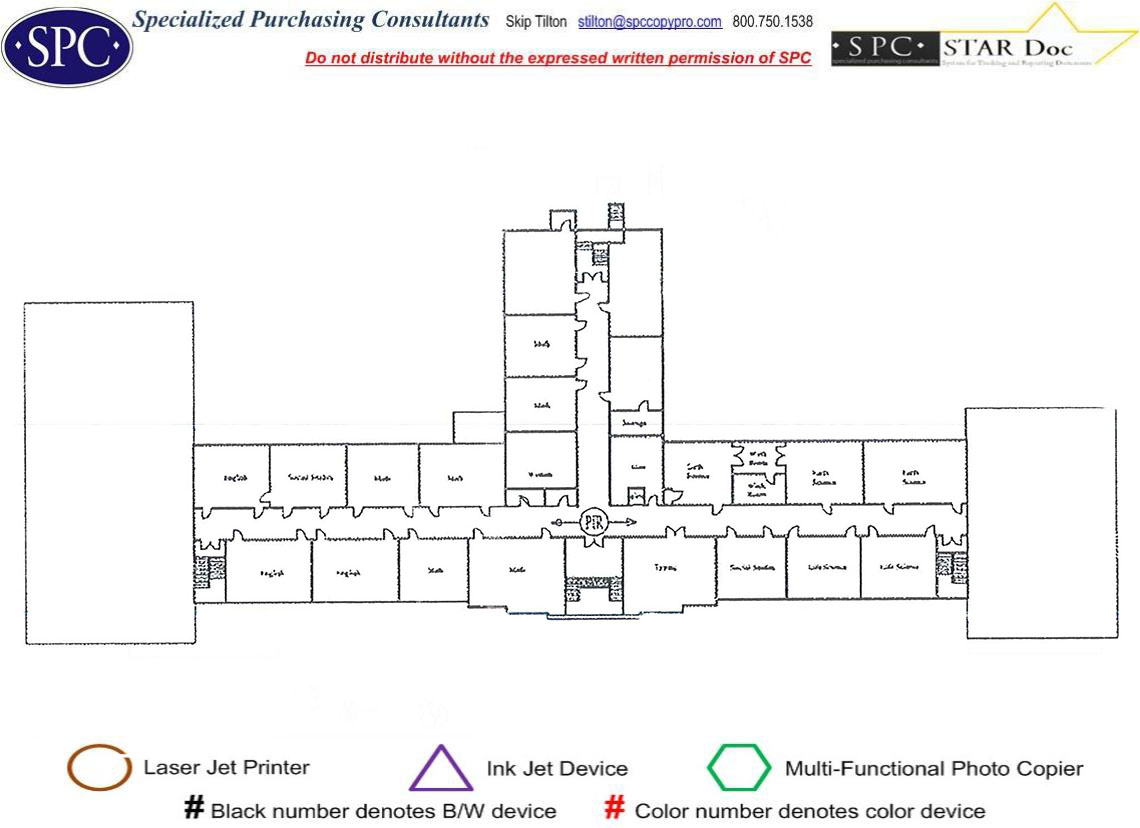 SPC
Specialized Purchasing Consultants Skip Tilton stilton@spccopypro.com 800.750.1538
Do not distribute without the expressed written permission of SPC
· SPC · STAR Doc
specialized purchasing consultants System for Tracking and Reporting Documents
Study
Math
Lounge
Women
English
Social Studies
Math
Math
Earth
Science
Work
Room
Work
Room
Earth
Science
Earth
Science
English
English
Math
Math
Typing
Social Studies
Life Science
Life Science
Laser Jet Printer
Ink Jet Device
Multi-Functional Photo Copier
# Black number denotes B/W device
# Color number denotes color device